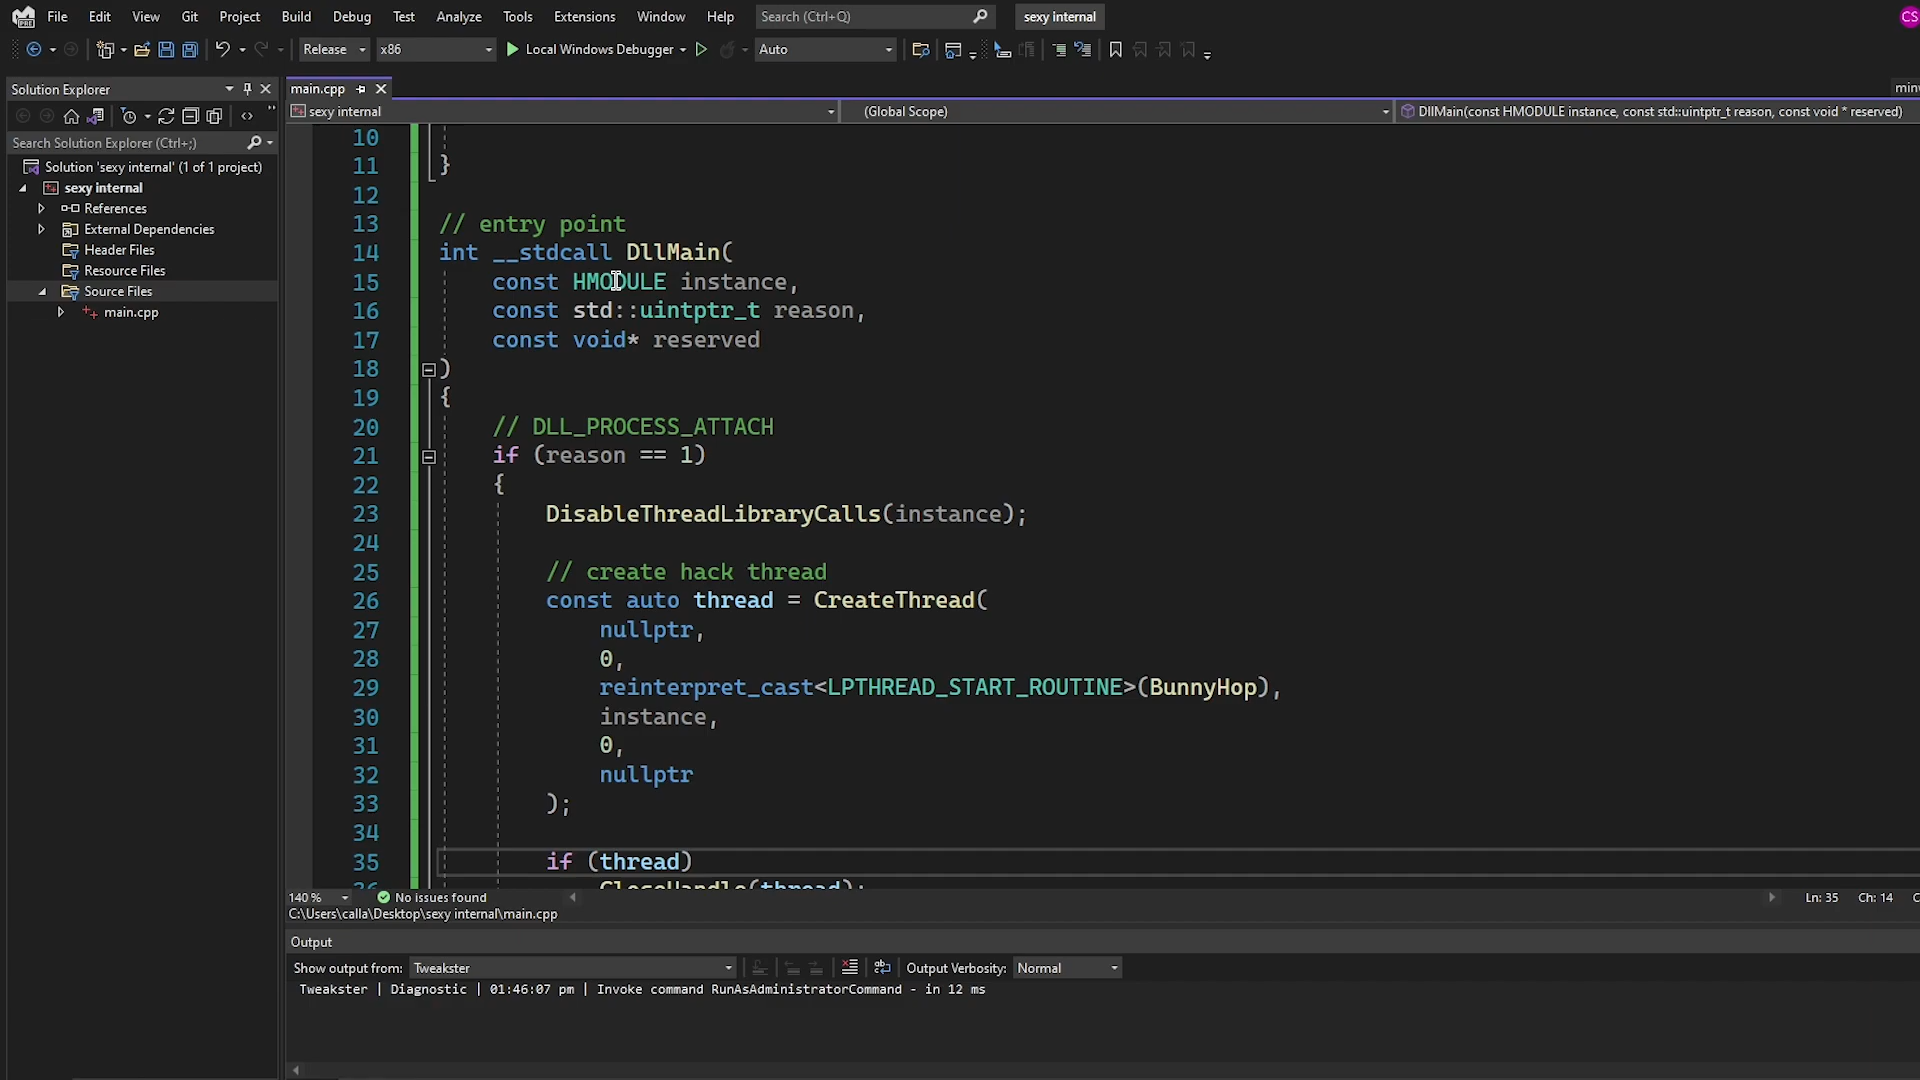 File Edit View Git Project Build Debug Test Analyze Tools Extensions Window Help Search (Ctrl+Q) sexy internal CS
Release x86 Local Windows Debugger Auto
Solution Explorer
Search Solution Explorer (Ctrl+;)
Solution 'sexy internal' (1 of 1 project)
sexy internal
References
External Dependencies
Header Files
Resource Files
Source Files
main.cpp
main.cpp
sexy internal (Global Scope) DllMain(const HMODULE instance, const std::uintptr_t reason, const void * reserved)
10
11 }
12
13 // entry point
14 int __stdcall DllMain(
15 const HMODULE instance,
16 const std::uintptr_t reason,
17 const void* reserved
18 )
19 {
20 // DLL_PROCESS_ATTACH
21 if (reason == 1)
22 {
23 DisableThreadLibraryCalls(instance);
24
25 // create hack thread
26 const auto thread = CreateThread(
27 nullptr,
28 0,
29 reinterpret_cast<LPTHREAD_START_ROUTINE>(BunnyHop),
30 instance,
31 0,
32 nullptr
33 );
34
35 if (thread)
36 CloseHandle(thread);
140 % No issues found Ln: 35 Ch: 14
C:\Users\calla\Desktop\sexy internal\main.cpp
Output
Show output from: Tweakster Output Verbosity: Normal
Tweakster | Diagnostic | 01:46:07 pm | Invoke command RunAsAdministratorCommand - in 12 ms